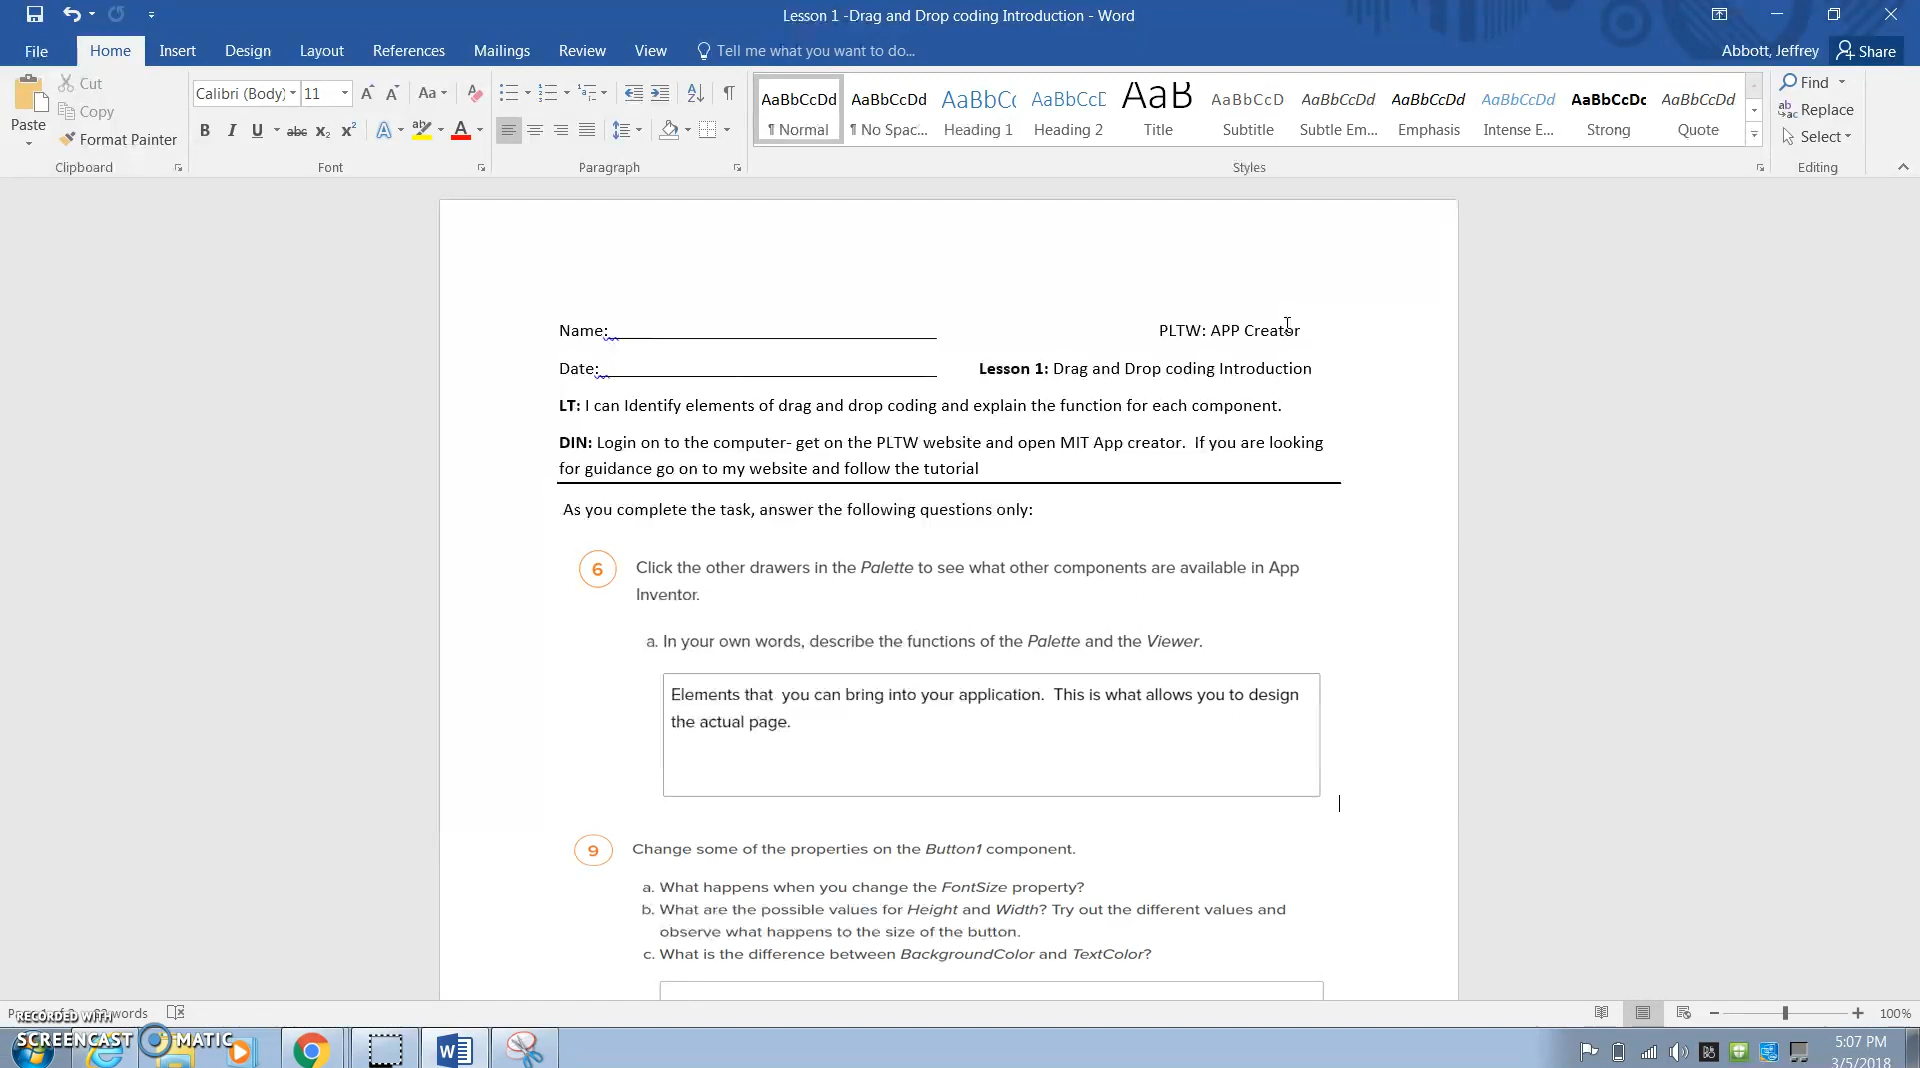 Lesson 1 -Drag and Drop coding Introduction - Word
File Home Insert Design Layout References Mailings Review View Tell me what you want to do... Abbott, Jeffrey Share
Cut
Copy
Format Painter
Paste
Clipboard
Calibri (Body) 11
Font
Paragraph
AaBbCcDd AaBbCcDd AaBbCc AaBbCcD AaB AaBbCcD AaBbCcDd AaBbCcDd AaBbCcDd AaBbCcDc AaBbCcDd
¶ Normal ¶ No Spac... Heading 1 Heading 2 Title Subtitle Subtle Em... Emphasis Intense E... Strong Quote
Styles
Find
Replace
Select
Editing
Name: PLTW: APP Creator
Date: Lesson 1: Drag and Drop coding Introduction
LT: I can Identify elements of drag and drop coding and explain the function for each component.
DIN: Login on to the computer- get on the PLTW website and open MIT App creator. If you are looking
for guidance go on to my website and follow the tutorial
As you complete the task, answer the following questions only:
6 Click the other drawers in the Palette to see what other components are available in App
Inventor.
a. In your own words, describe the functions of the Palette and the Viewer.
Elements that you can bring into your application. This is what allows you to design
the actual page.
9 Change some of the properties on the Button1 component.
a. What happens when you change the FontSize property?
b. What are the possible values for Height and Width? Try out the different values and
observe what happens to the size of the button.
c. What is the difference between BackgroundColor and TextColor?
words
100%
RECORDED WITH
SCREENCAST MATIC
5:07 PM
3/5/2018